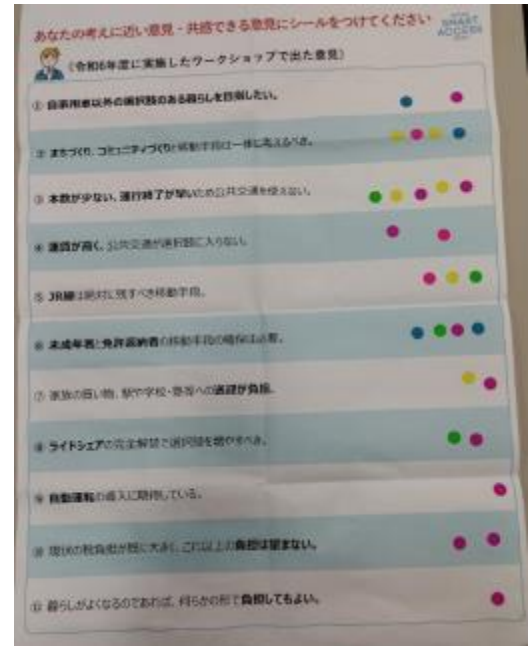 あなたの考えに近い意見・共感できる意見にシールをつけてください
SMART
ACCESS
(令和6年度に実施したワークショップで出た意見)
① 自家用車以外の選択肢のある暮らしを目指したい。
② まちづくり、コミュニティづくりと移動手段は一体に考えるべき。
③ 本数が少ない、運行終了が早いため公共交通を使えない。
④ 運賃が高く、公共交通が選択肢に入らない。
⑤ JR線は絶対に残すべき移動手段。
⑥ 未成年者と免許返納者の移動手段の確保は必要。
⑦ 家族の買い物、駅や学校・塾等への送迎が負担。
⑧ ライドシェアの完全解禁で選択肢を増やすべき。
⑨ 自動運転の導入に期待している。
⑩ 現状の税負担が既に大きく、これ以上の負担は望まない。
⑪ 暮らしがよくなるのであれば、何らかの形で負担してもよい。